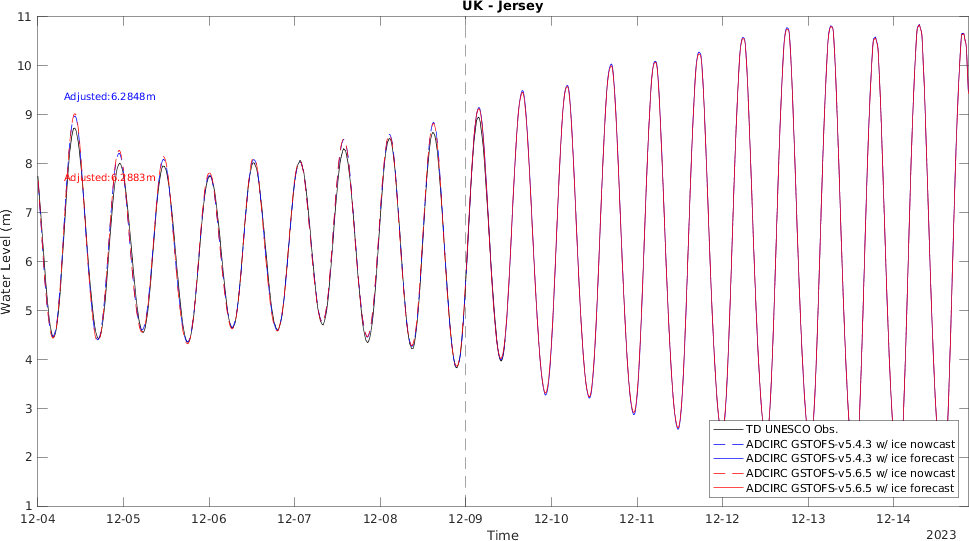 UK - Jersey
11
10
9
8
7
6
5
4
3
2
1
Water Level (m)
Adjusted:6.2848m
Adjusted:6.2883m
TD UNESCO Obs.
ADCIRC GSTOFS-v5.4.3 w/ ice nowcast
ADCIRC GSTOFS-v5.4.3 w/ ice forecast
ADCIRC GSTOFS-v5.6.5 w/ ice nowcast
ADCIRC GSTOFS-v5.6.5 w/ ice forecast
12-04 12-05 12-06 12-07 12-08 12-09 12-10 12-11 12-12 12-13 12-14
Time
2023